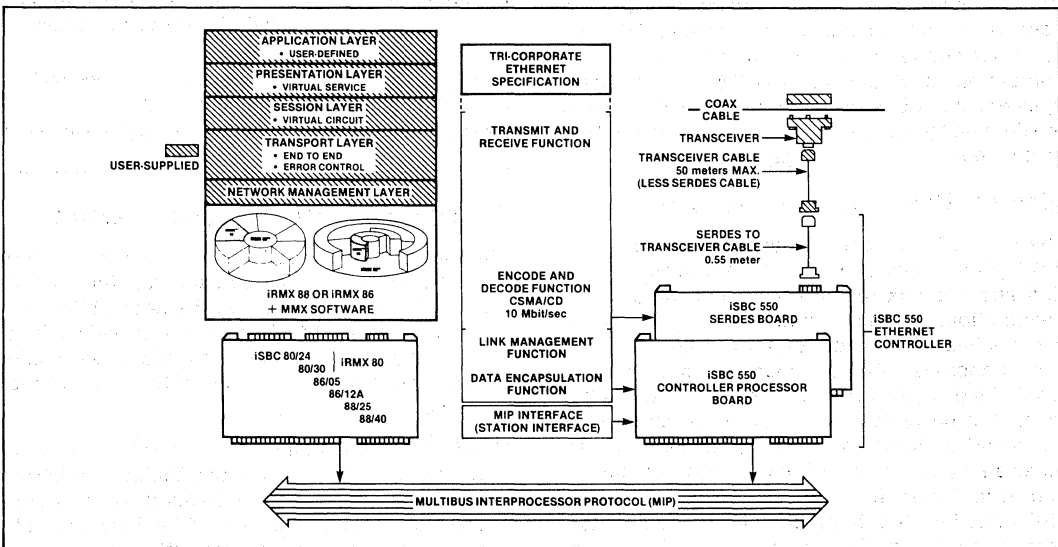 APPLICATION LAYER
• USER-DEFINED
PRESENTATION LAYER
• VIRTUAL SERVICE
SESSION LAYER
• VIRTUAL CIRCUIT
TRANSPORT LAYER
• END TO END
• ERROR CONTROL
NETWORK MANAGEMENT LAYER
USER-SUPPLIED
iRMX 88 OR iRMX 86
+ MMX SOFTWARE
iSBC 80/24
80/30
iRMX 80
86/05
86/12A
88/25
88/40
TRI-CORPORATE
ETHERNET
SPECIFICATION
TRANSMIT AND
RECEIVE FUNCTION
ENCODE AND
DECODE FUNCTION
CSMA/CD
10 Mbit/sec
LINK MANAGEMENT
FUNCTION
DATA ENCAPSULATION
FUNCTION
MIP INTERFACE
(STATION INTERFACE)
COAX
CABLE
TRANSCEIVER
TRANSCEIVER CABLE
50 meters MAX.
(LESS SERDES CABLE)
SERDES TO
TRANSCEIVER CABLE
0.55 meter
iSBC 550
SERDES BOARD
iSBC 550
ETHERNET
CONTROLLER
iSBC 550
CONTROLLER PROCESSOR
BOARD
MULTIBUS INTERPROCESSOR PROTOCOL (MIP)